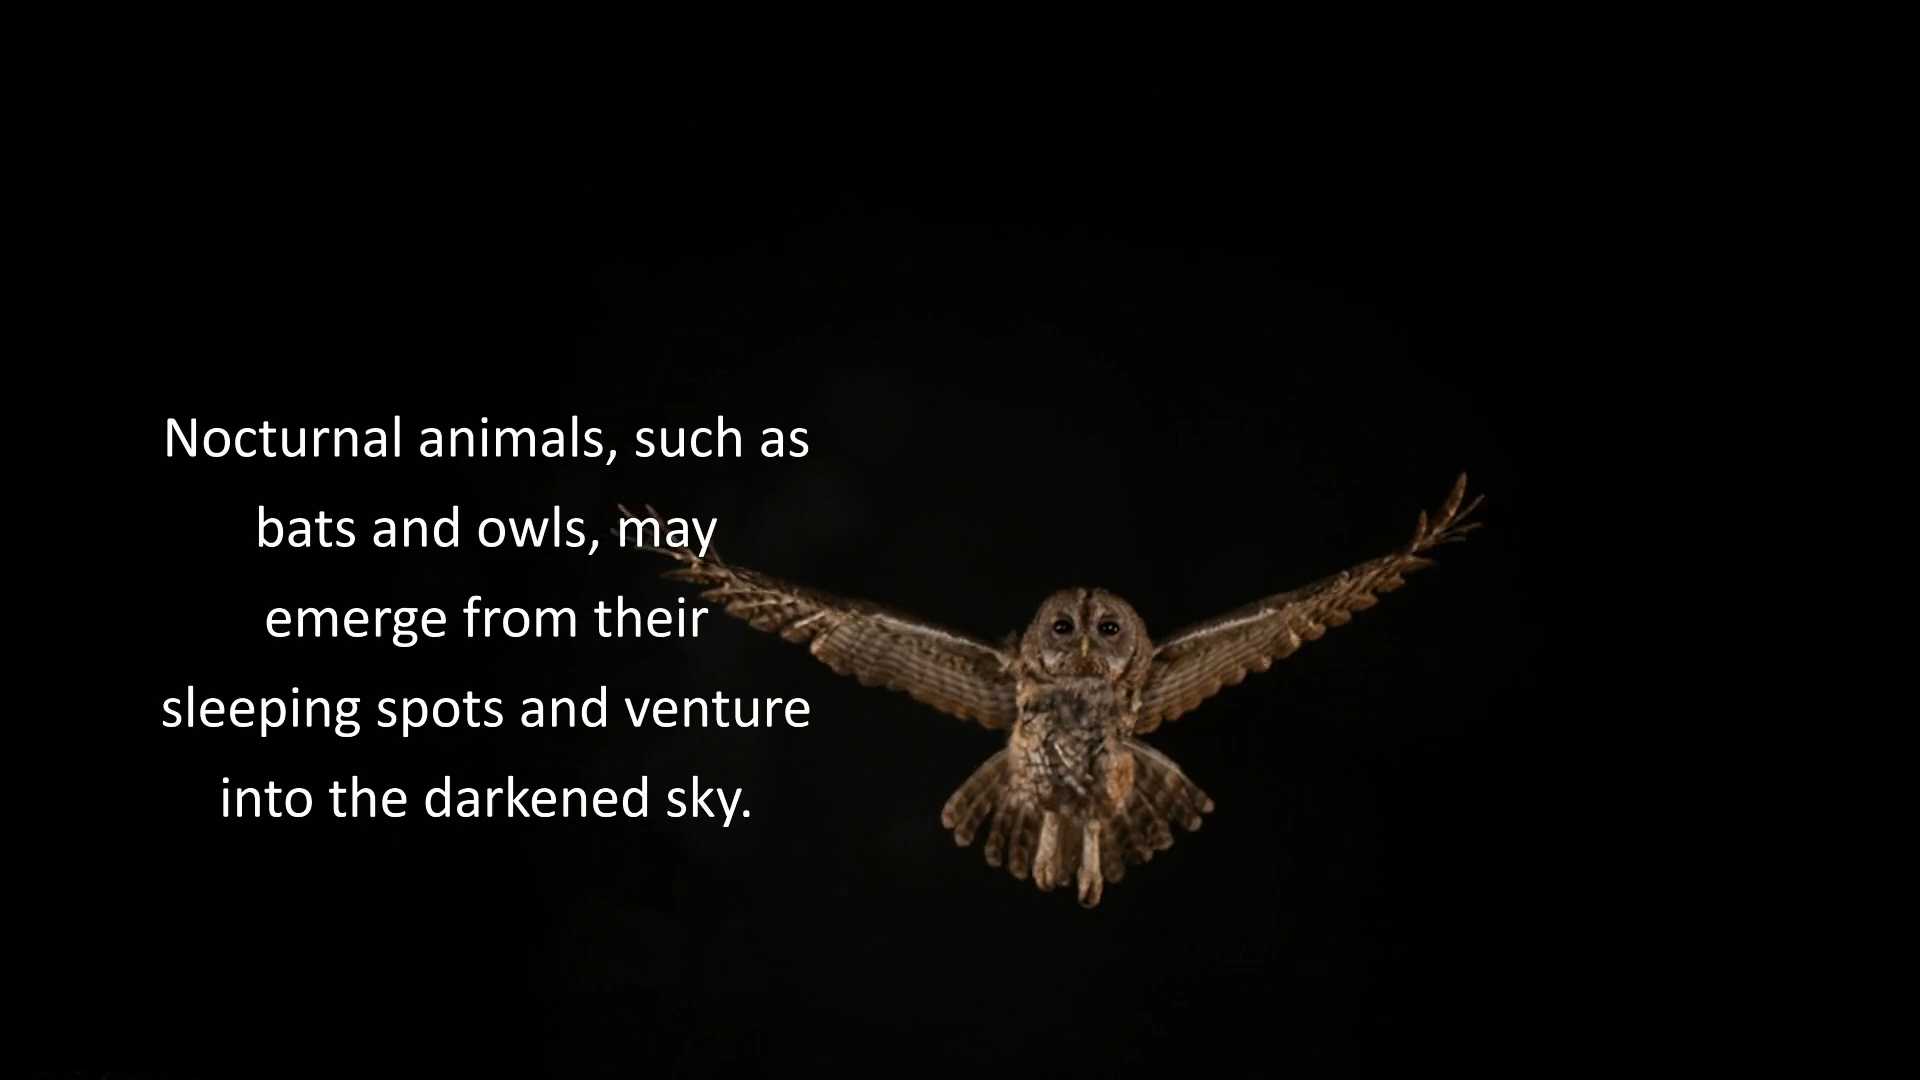 Nocturnal animals, such as
bats and owls, may
emerge from their
sleeping spots and venture
into the darkened sky.